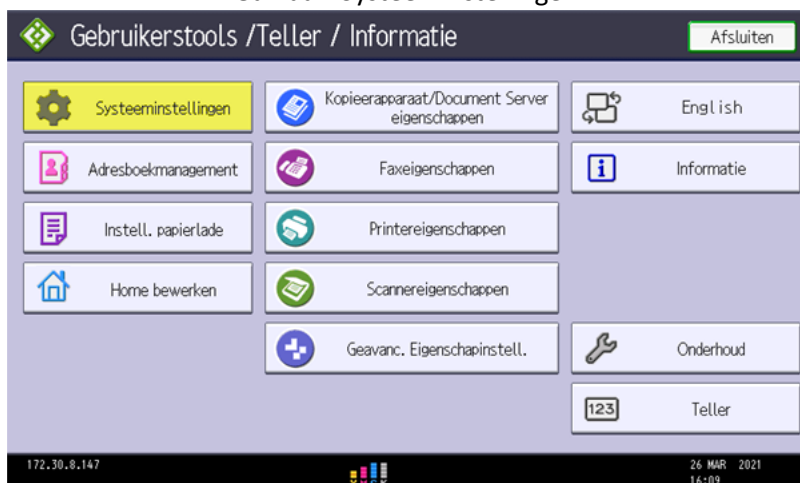 Gebruikerstools /Teller / Informatie
Afsluiten
Systeeminstellingen
Kopieerapparaat/Document Server
eigenschappen
English
Adresboekmanagement
Faxeigenschappen
Informatie
Instell. papierlade
Printereigenschappen
Home bewerken
Scannereigenschappen
Geavanc. Eigenschapinstell.
Onderhoud
123
Teller
172.30.8.147
26 MAR 2021
16:09